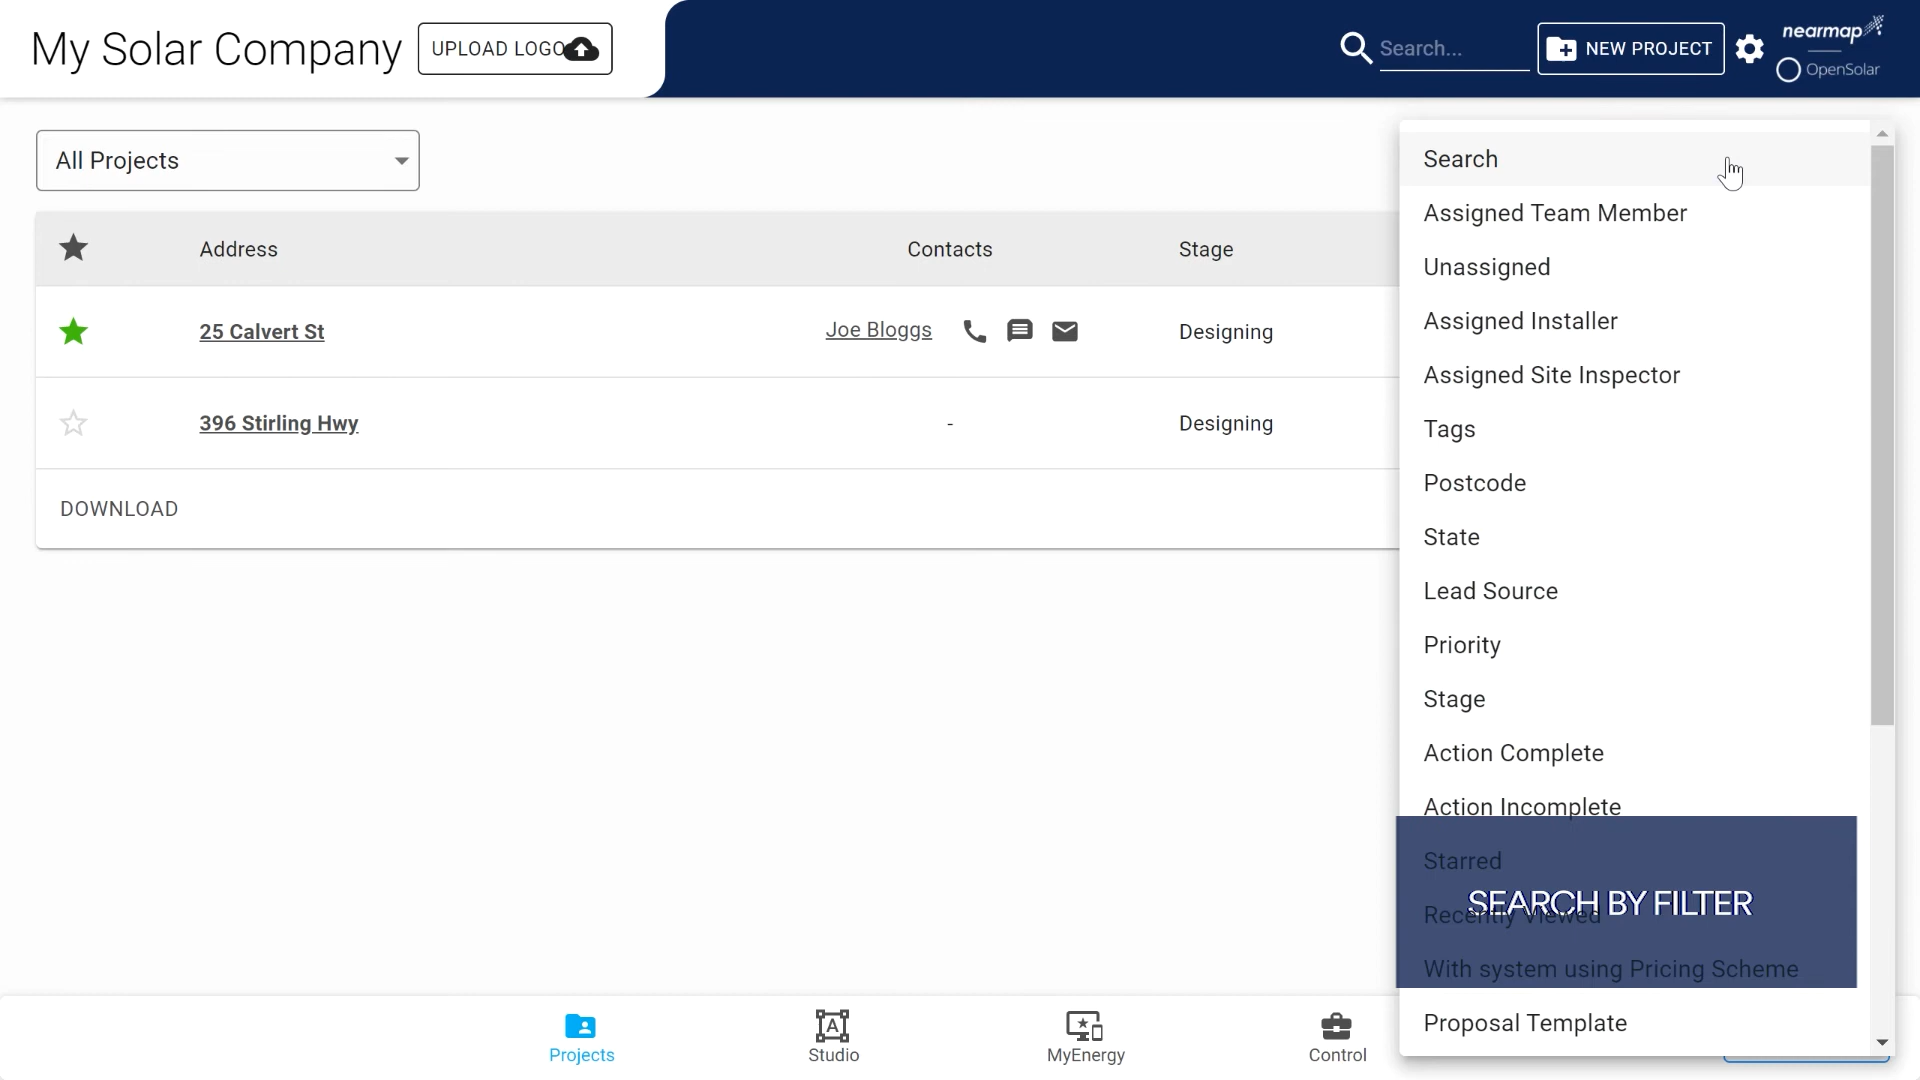 My Solar Company
UPLOAD LOGO
Search...
NEW PROJECT
nearmap
OpenSolar
All Projects
Address Contacts Stage
25 Calvert St Joe Bloggs Designing
396 Stirling Hwy - Designing
DOWNLOAD
Search
Assigned Team Member
Unassigned
Assigned Installer
Assigned Site Inspector
Tags
Postcode
State
Lead Source
Priority
Stage
Action Complete
Action Incomplete
Starred
SEARCH BY FILTER
Recently Viewed
With system using Pricing Scheme
Proposal Template
Projects
Studio
MyEnergy
Control